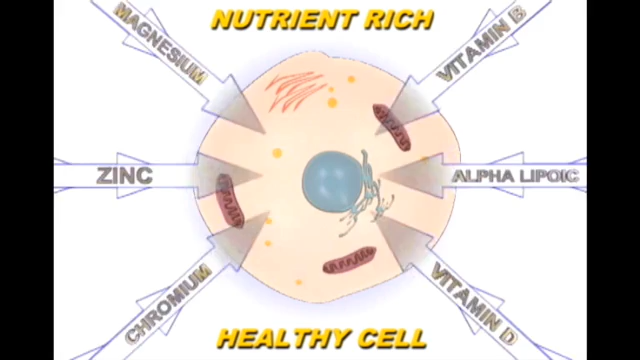 NUTRIENT RICH
MAGNESIUM
VITAMIN B
ZINC
ALPHA LIPOIC
CHROMIUM
VITAMIN D
HEALTHY CELL